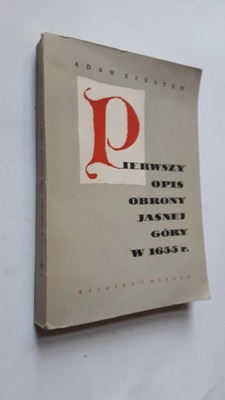 ADAM KERSTEN
PIERWSZY
OPIS
OBRONY
JASNEJ
GÓRY
W 1655 r.
KSIĄŻKA I WIEDZA